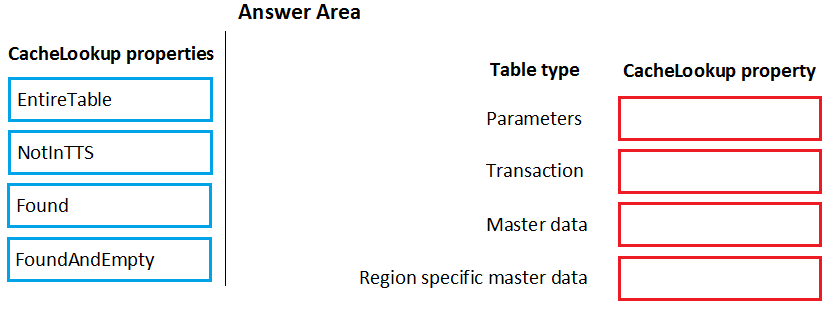 Answer Area
CacheLookup properties
EntireTable
NotInTTS
Found
FoundAndEmpty
Table type CacheLookup property
Parameters
Transaction
Master data
Region specific master data